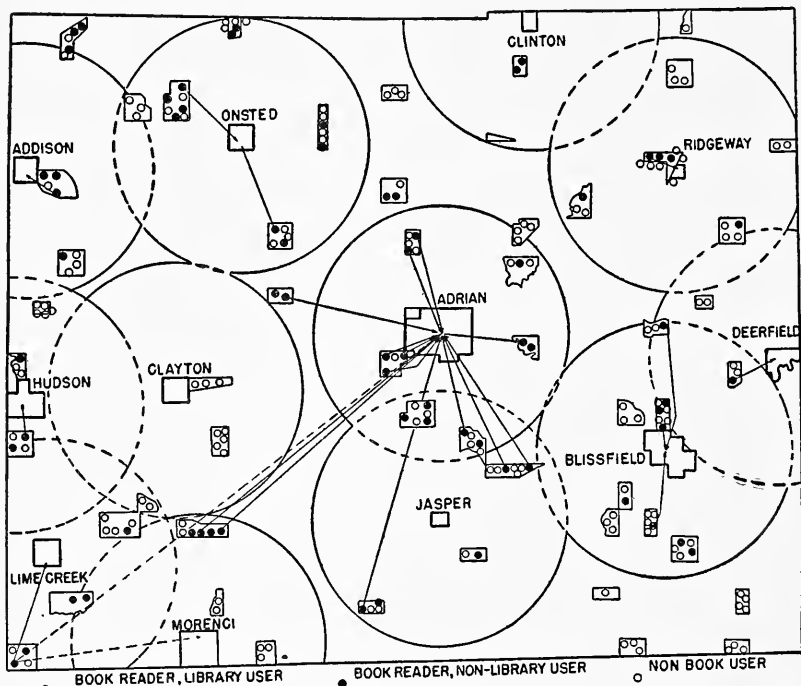 CLINTON
ONSTED
RIDGEWAY
ADDISON
ADRIAN
DEERFIELD
HUDSON
CLAYTON
BLISSFIELD
JASPER
LIME CREEK
MORENCI
BOOK READER, LIBRARY USER
BOOK READER, NON-LIBRARY USER
NON BOOK USER